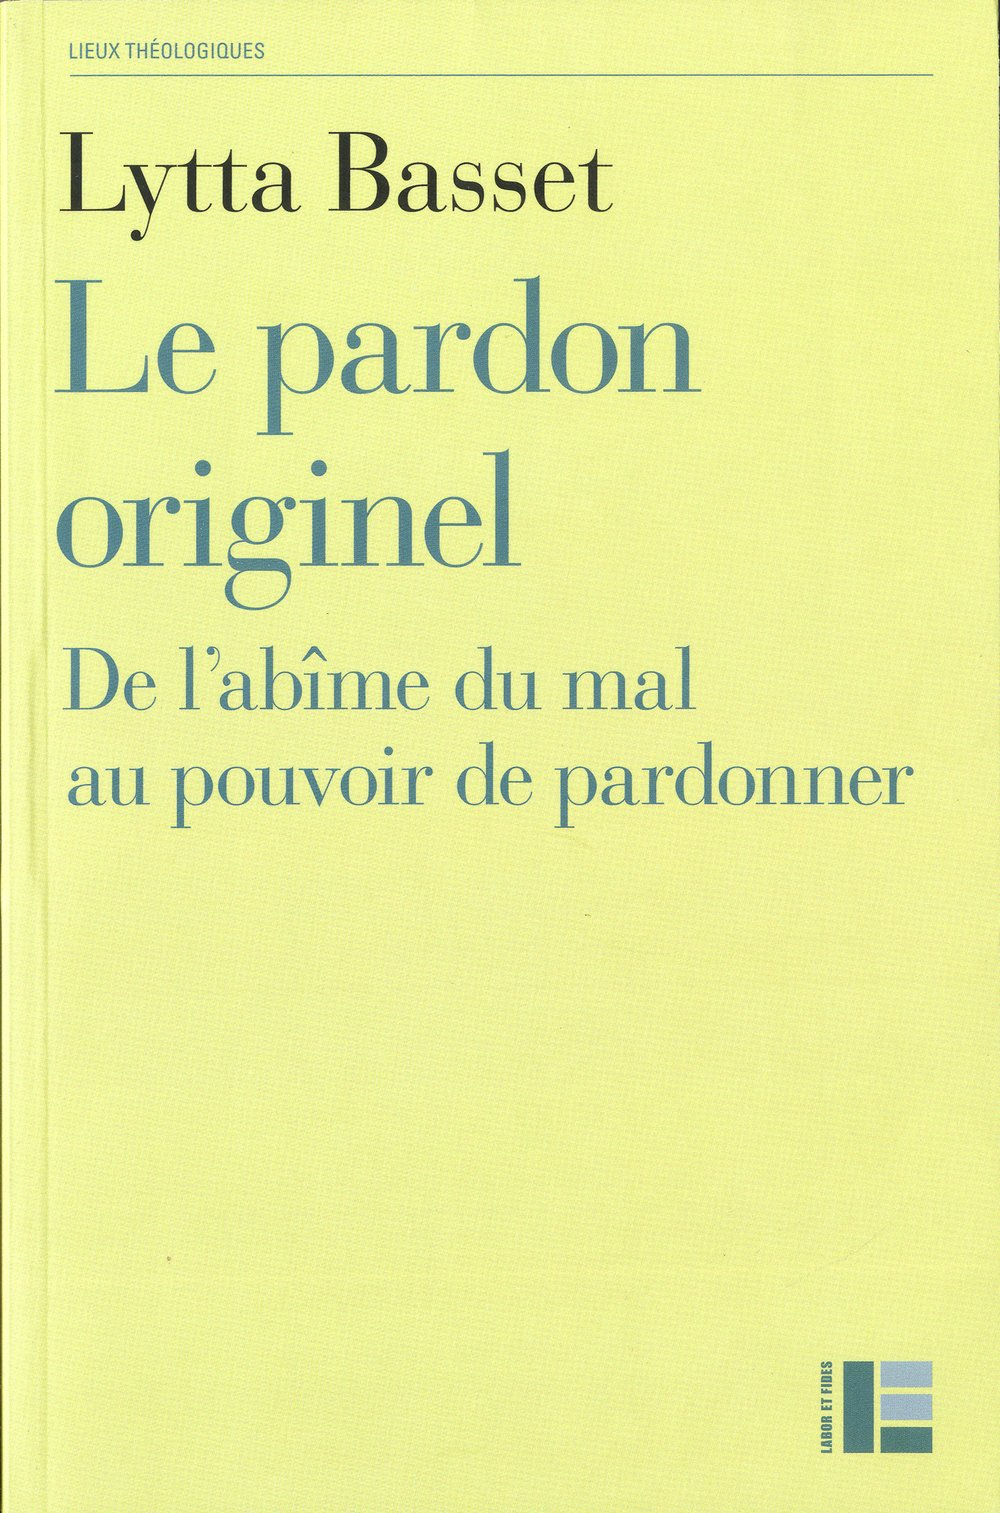 LIEUX THÉOLOGIQUES
Lytta Basset
Le pardon
originel
De l'abîme du mal
au pouvoir de pardonner
LABOR ET FIDES